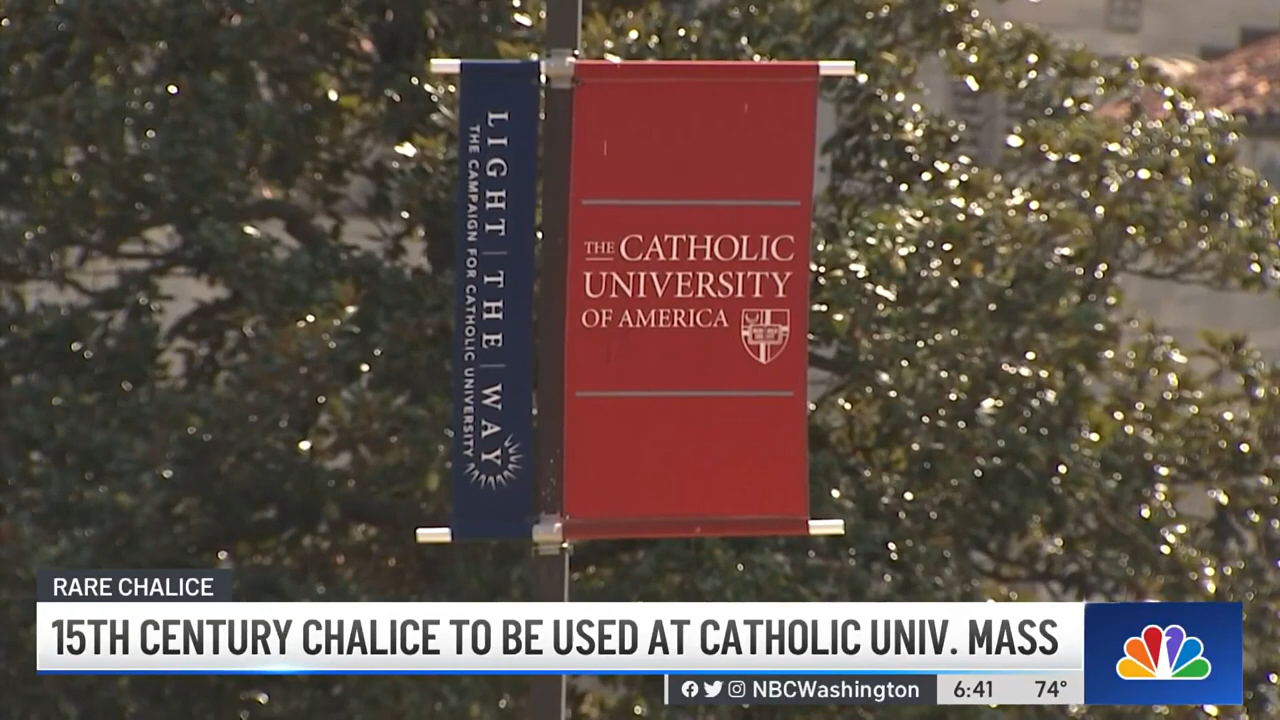 LIGHT | THE | WAY
THE CAMPAIGN FOR CATHOLIC UNIVERSITY
THE CATHOLIC
UNIVERSITY
OF AMERICA
RARE CHALICE
15TH CENTURY CHALICE TO BE USED AT CATHOLIC UNIV. MASS
NBCWashington
6:41 74°